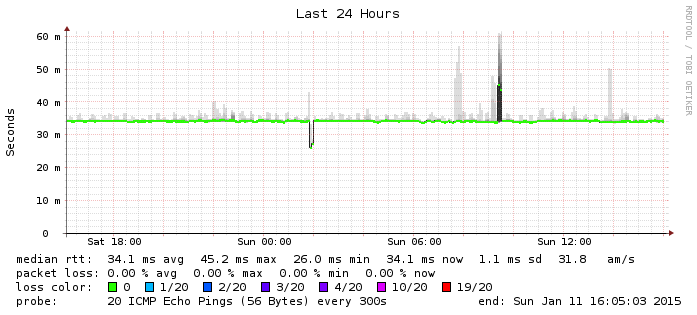 Last 24 Hours
RRDTOOL / TOBI OETIKER
Seconds
60 m
50 m
40 m
30 m
20 m
10 m
0
Sat 18:00 Sun 00:00 Sun 06:00 Sun 12:00
median rtt: 34.1 ms avg 45.2 ms max 26.0 ms min 34.1 ms now 1.1 ms sd 31.8 am/s
packet loss: 0.00 % avg 0.00 % max 0.00 % min 0.00 % now
loss color: 0 1/20 2/20 3/20 4/20 10/20 19/20
probe: 20 ICMP Echo Pings (56 Bytes) every 300s end: Sun Jan 11 16:05:03 2015